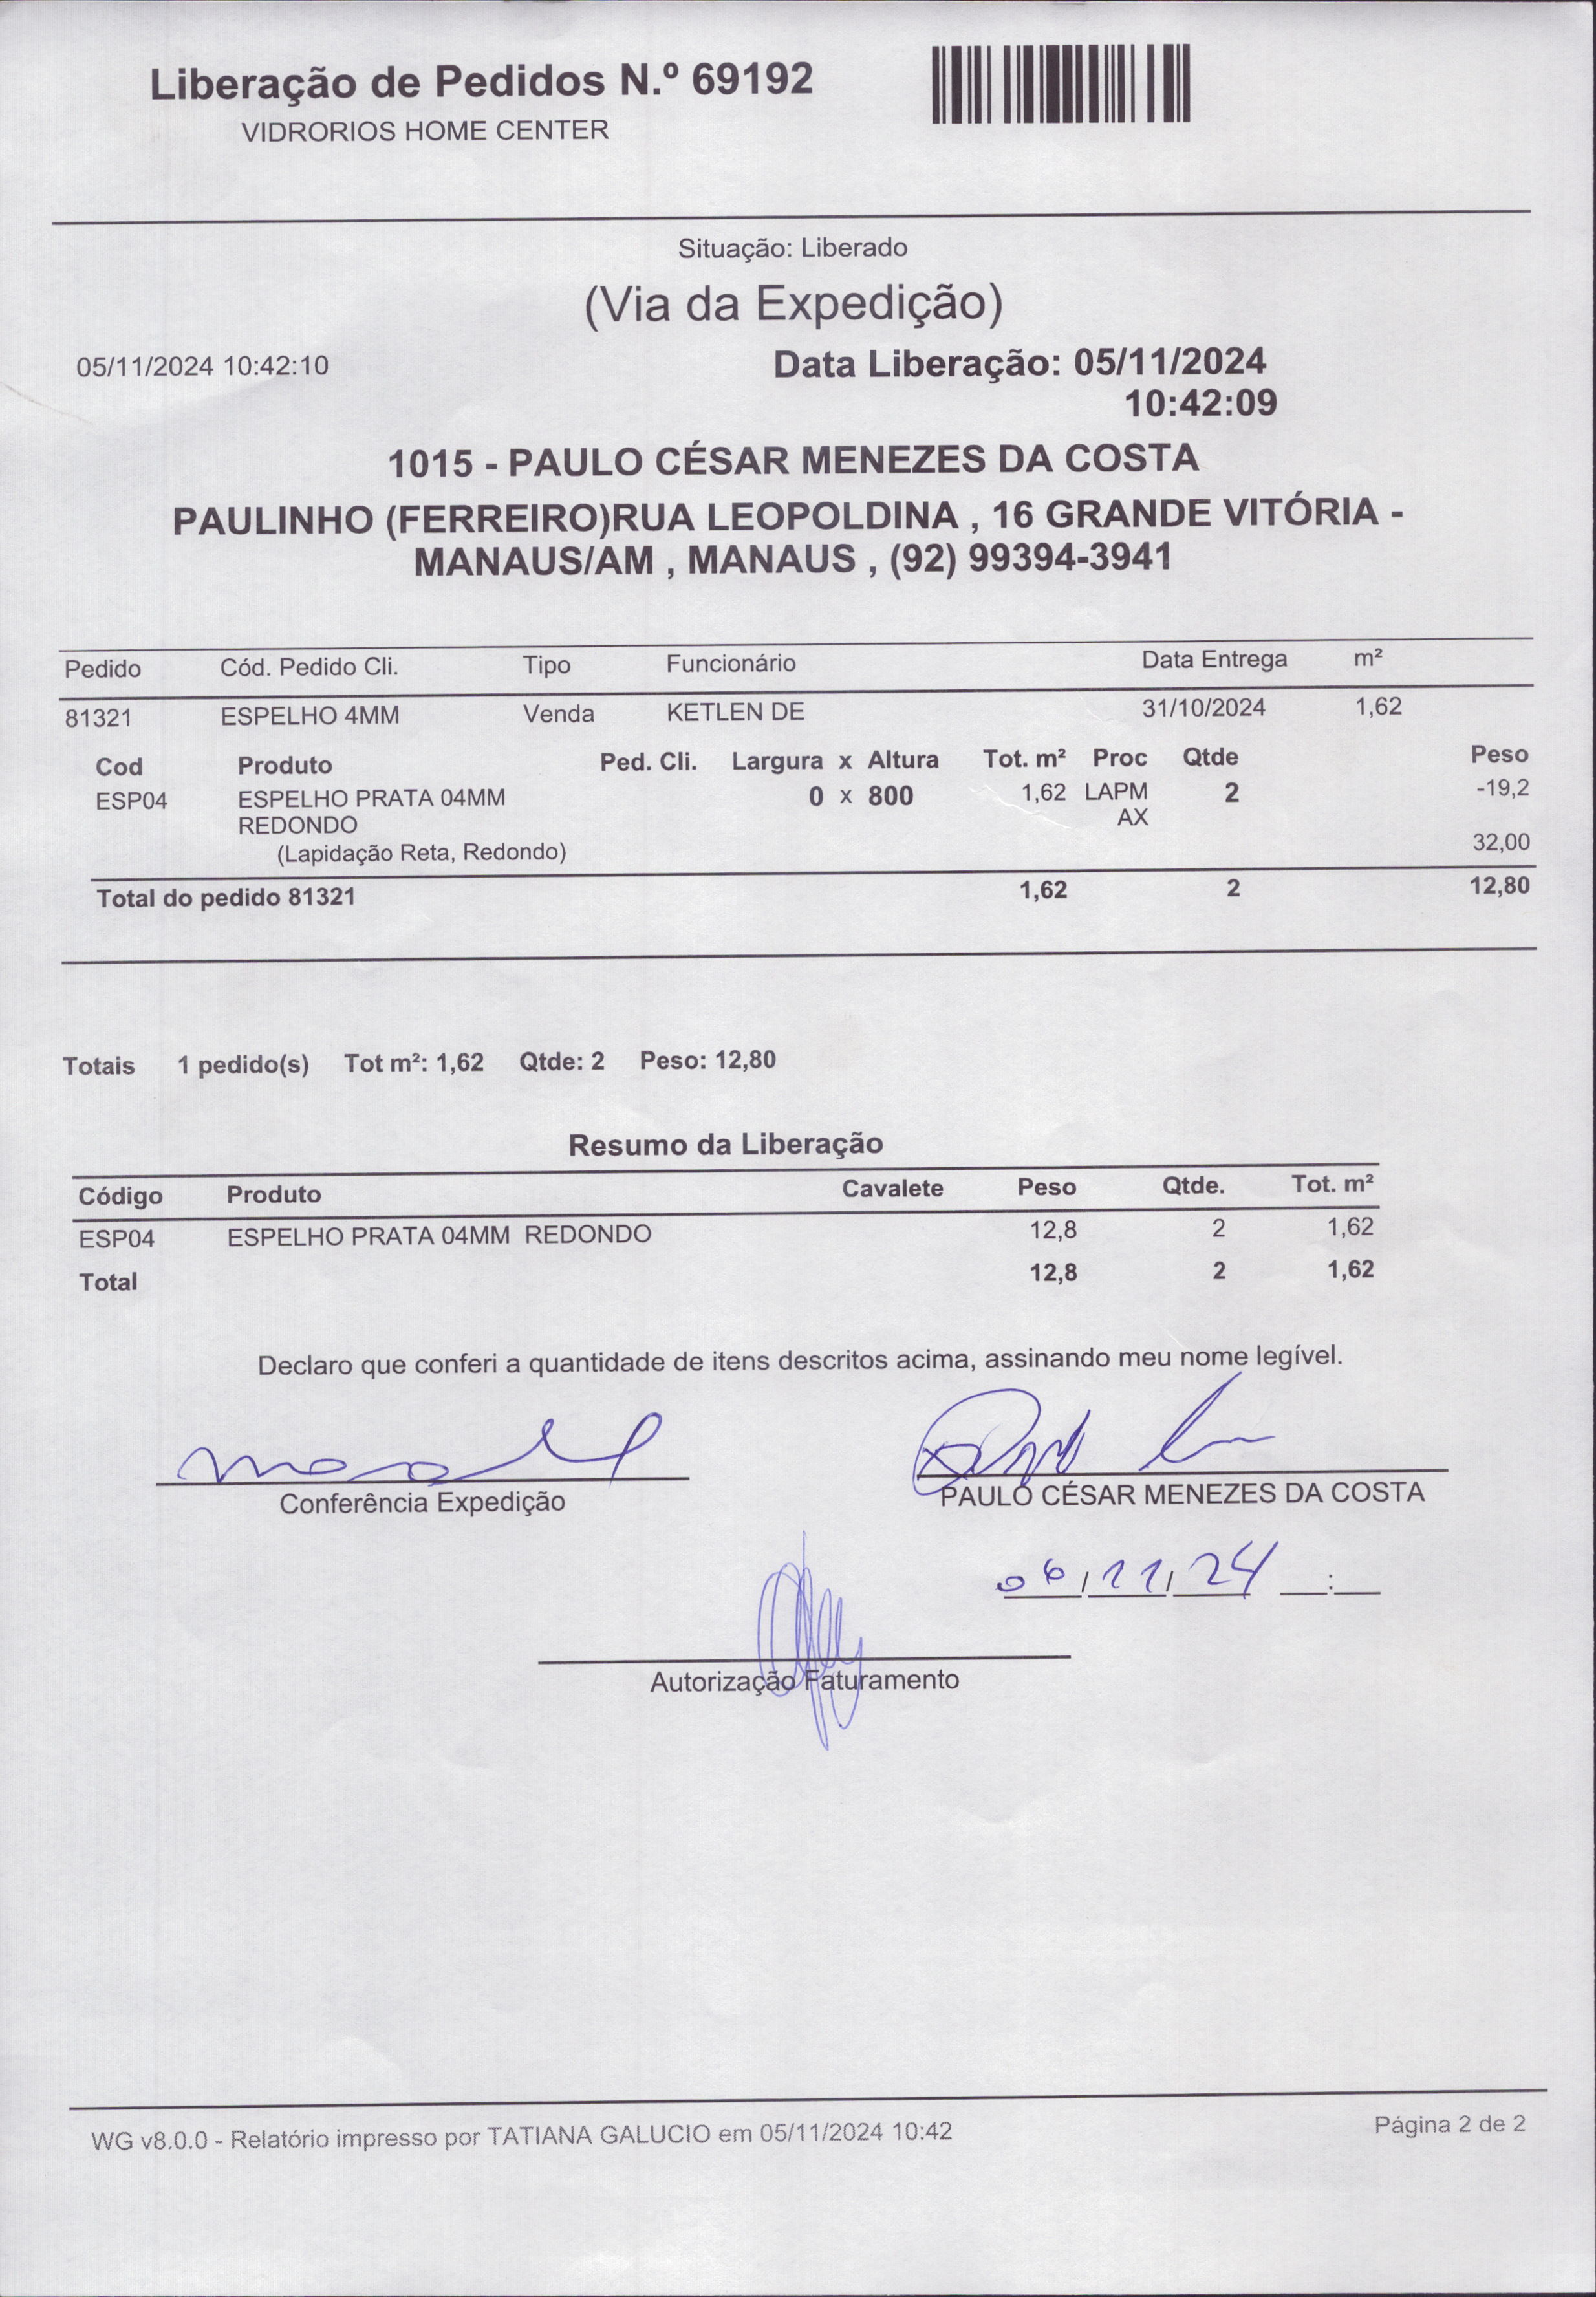 Liberação de Pedidos N.º 69192
VIDRORIOS HOME CENTER
Situação: Liberado
(Via da Expedição)
05/11/2024 10:42:10
Data Liberação: 05/11/2024
10:42:09
1015 - PAULO CÉSAR MENEZES DA COSTA
PAULINHO (FERREIRO)RUA LEOPOLDINA , 16 GRANDE VITÓRIA -
MANAUS/AM , MANAUS , (92) 99394-3941
Pedido Cód. Pedido Cli. Tipo Funcionário Data Entrega m²
81321 ESPELHO 4MM Venda KETLEN DE 31/10/2024 1,62
Cod Produto Ped. Cli. Largura x Altura Tot. m² Proc Qtde Peso
ESP04 ESPELHO PRATA 04MM 0 x 800 1,62 LAPM 2 -19,2
REDONDO AX
(Lapidação Reta, Redondo) 32,00
Total do pedido 81321 1,62 2 12,80
Totais 1 pedido(s) Tot m²: 1,62 Qtde: 2 Peso: 12,80
Resumo da Liberação
Código Produto Cavalete Peso Qtde. Tot. m²
ESP04 ESPELHO PRATA 04MM REDONDO 12,8 2 1,62
Total 12,8 2 1,62
Declaro que conferi a quantidade de itens descritos acima, assinando meu nome legível.
Conferência Expedição
PAULO CÉSAR MENEZES DA COSTA
06/11/24 __:__
Autorização Faturamento
WG v8.0.0 - Relatório impresso por TATIANA GALUCIO em 05/11/2024 10:42
Página 2 de 2